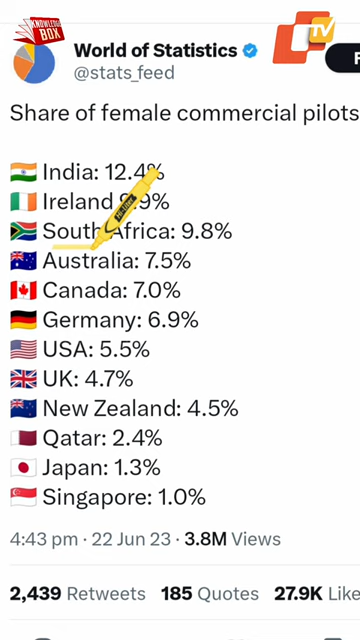 KNOWLEDGE BOX
TV
World of Statistics
@stats_feed
Share of female commercial pilots
India: 12.4%
Ireland 9.9%
South Africa: 9.8%
Australia: 7.5%
Canada: 7.0%
Germany: 6.9%
USA: 5.5%
UK: 4.7%
New Zealand: 4.5%
Qatar: 2.4%
Japan: 1.3%
Singapore: 1.0%
4:43 pm · 22 Jun 23 · 3.8M Views
2,439 Retweets 185 Quotes 27.9K Like